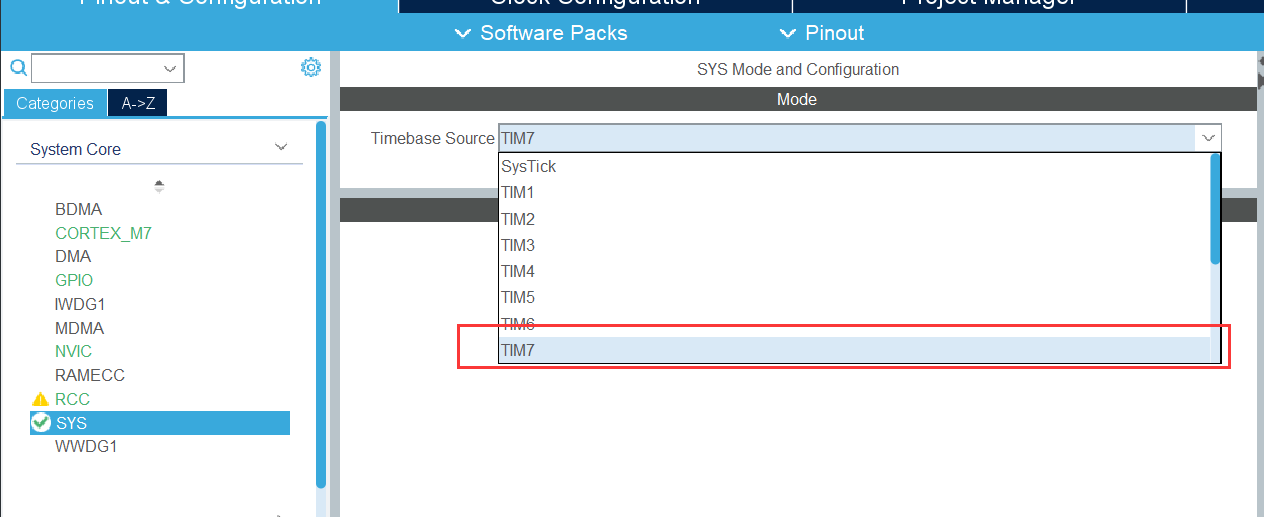 Pinout & Configuration
Clock Configuration
Project Manager
Software Packs
Pinout
SYS Mode and Configuration
Categories
A->Z
Mode
Timebase Source
TIM7
System Core
SysTick
TIM1
TIM2
TIM3
TIM4
TIM5
TIM6
TIM7
BDMA
CORTEX_M7
DMA
GPIO
IWDG1
MDMA
NVIC
RAMECC
RCC
SYS
WWDG1